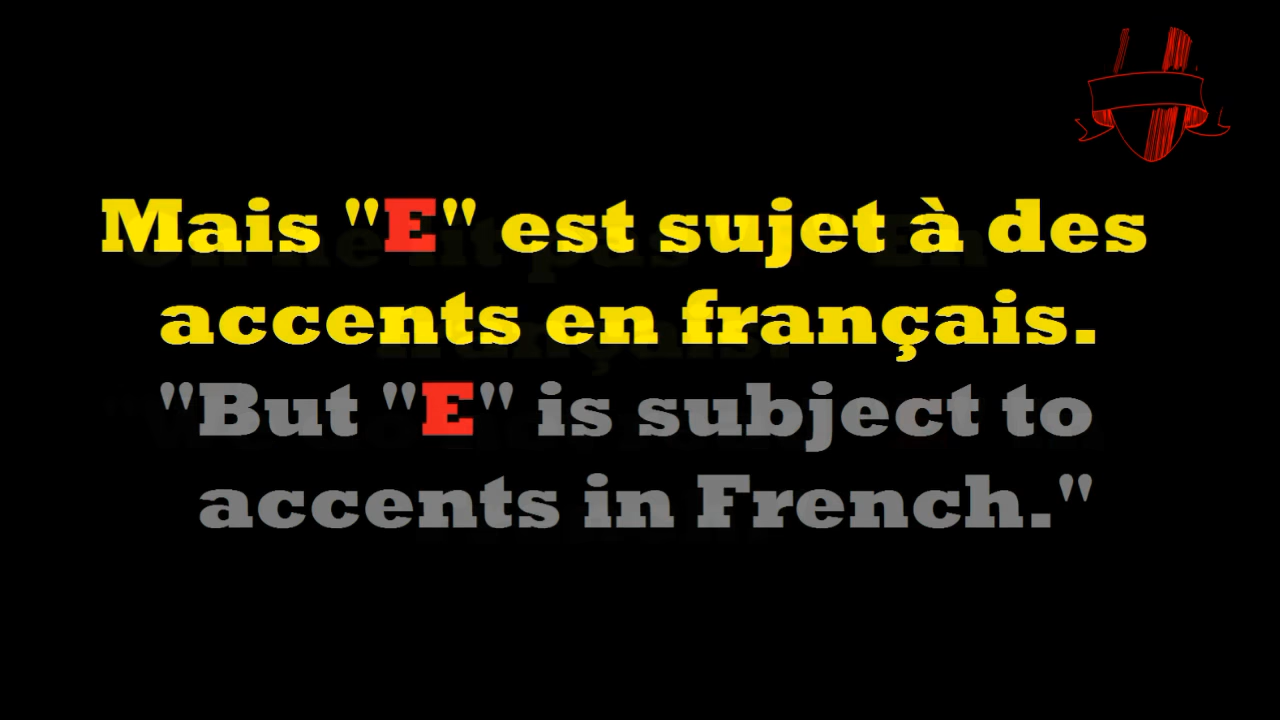 Mais "E" est sujet à des
accents en français.
"But "E" is subject to
accents in French."